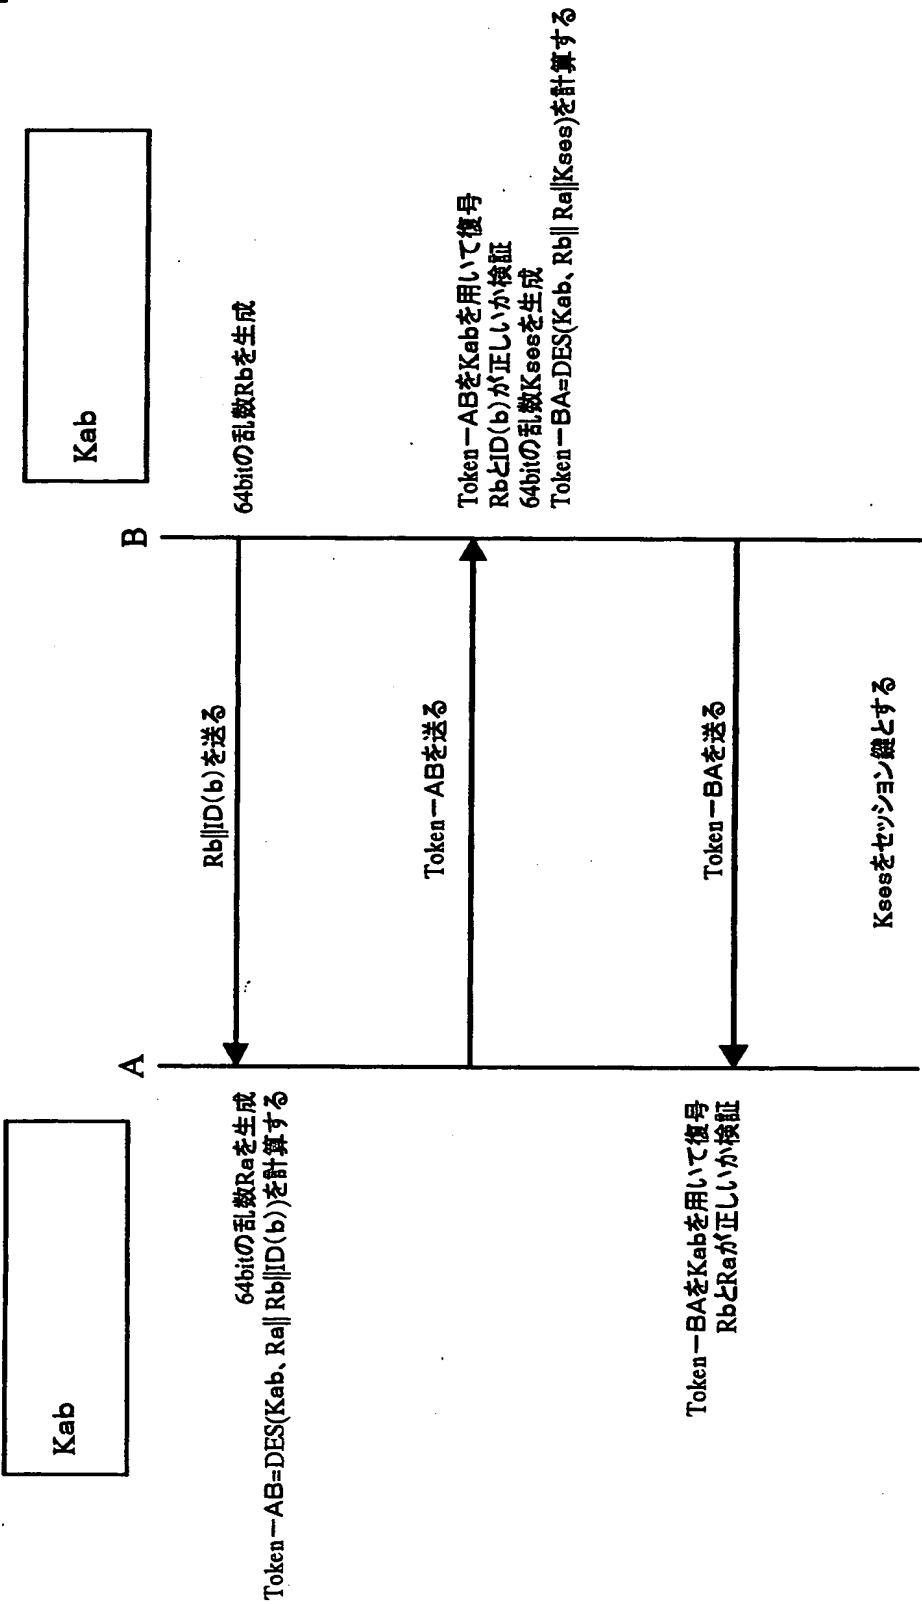 Kab
Kab
A
B
64bitの乱数Rbを生成
Rb||ID(b)を送る
64bitの乱数Raを生成
Token－AB=DES(Kab、Ra|| Rb||ID(b))を計算する
Token－ABを送る
Token－ABをKabを用いて復号
RbとID(b)が正しいか検証
64bitの乱数Ksesを生成
Token－BA=DES(Kab、Rb|| Ra||Kses)を計算する
Token－BAを送る
Token－BAをKabを用いて復号
RbとRaが正しいか検証
Ksesをセッション鍵とする